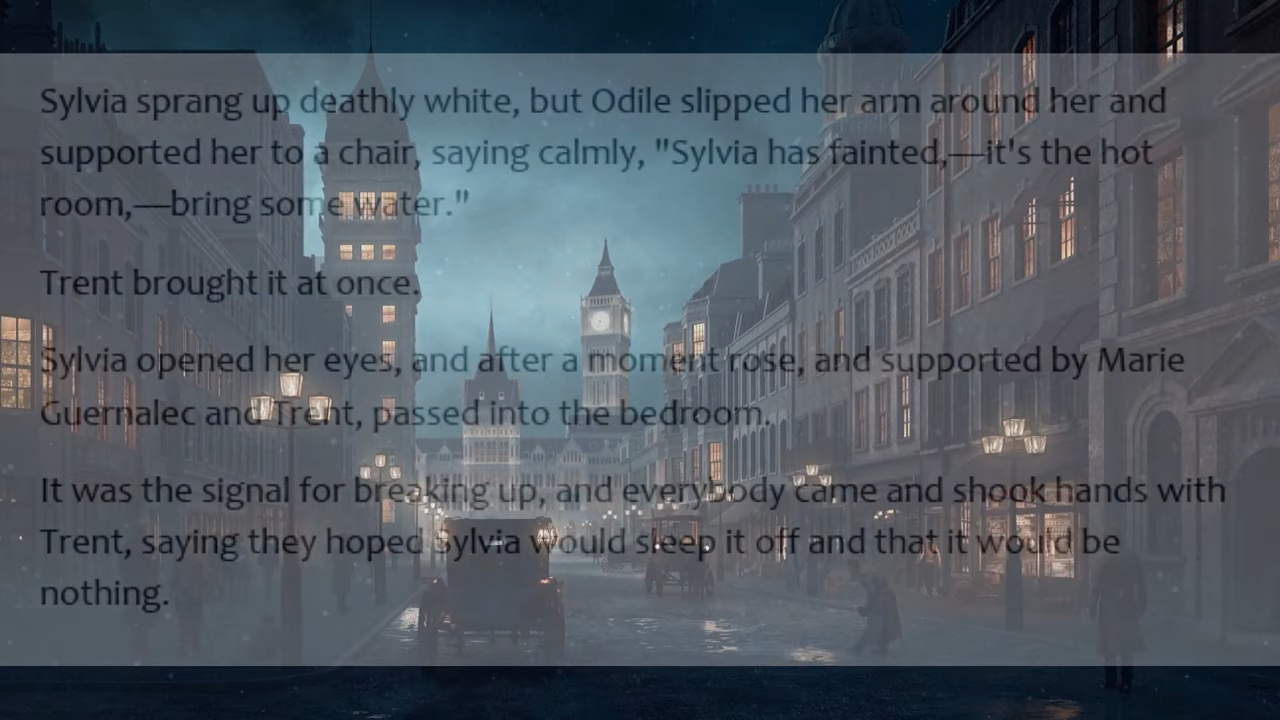 Sylvia sprang up deathly white, but Odile slipped her arm around her and
supported her to a chair, saying calmly, "Sylvia has fainted,—it's the hot
room,—bring some water."
Trent brought it at once.
Sylvia opened her eyes, and after a moment rose, and supported by Marie
Guernalec and Trent, passed into the bedroom.
It was the signal for breaking up, and everybody came and shook hands with
Trent, saying they hoped Sylvia would sleep it off and that it would be
nothing.